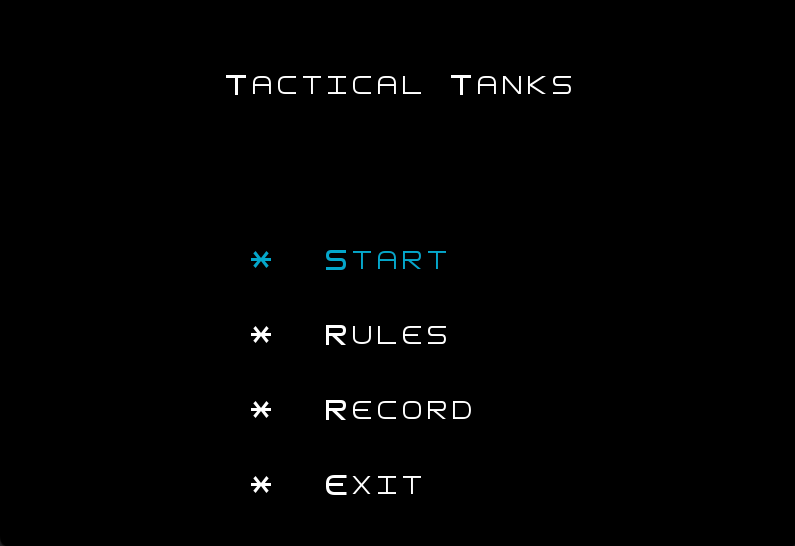 Tactical Tanks
* Start
* Rules
* Record
* Exit